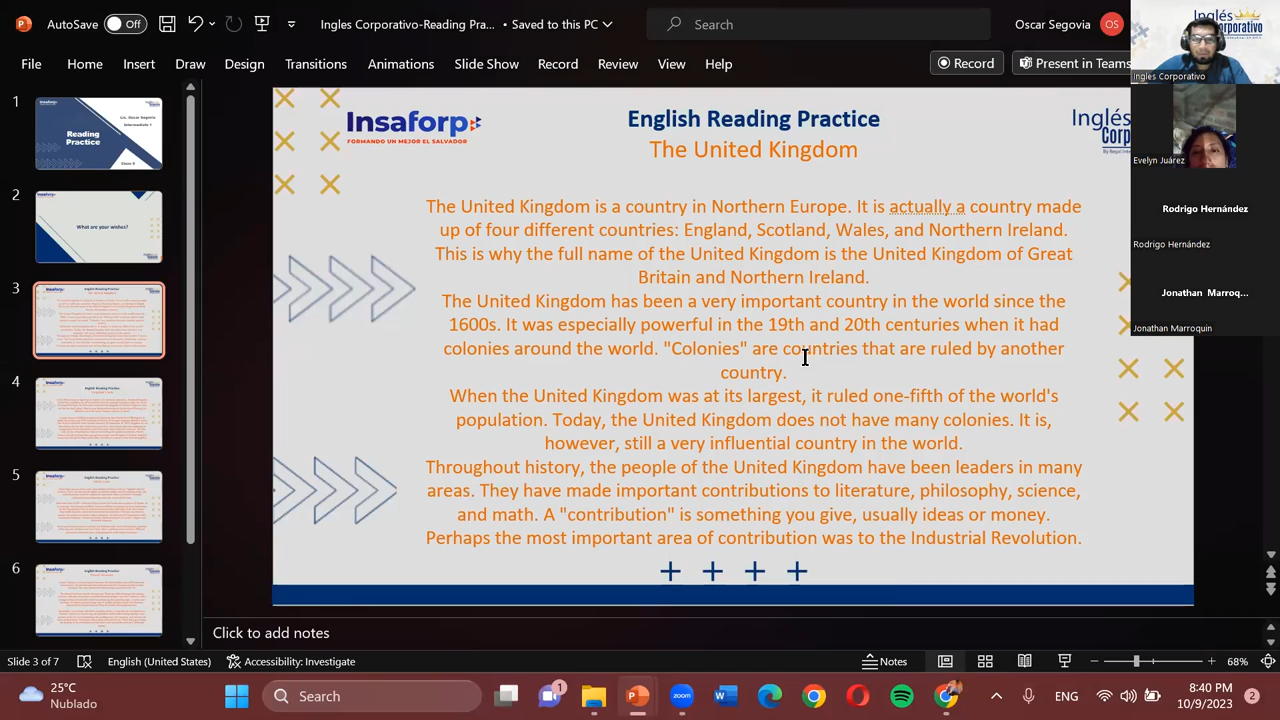 AutoSave Off
Ingles Corporativo-Reading Pra... • Saved to this PC
Search
Oscar Segovia OS
File Home Insert Draw Design Transitions Animations Slide Show Record Review View Help
Record
Present in Teams
Inglés
Corporativo
Ingles Corporativo
Evelyn Juárez
Rodrigo Hernández
Rodrigo Hernández
Jonathan Marroq...
Jonathan Marroquin
1
Reading
Practice
2
What are your wishes?
3
4
5
6
Insaforp
FORMANDO UN MEJOR EL SALVADOR
Inglés
English Reading Practice
The United Kingdom
The United Kingdom is a country in Northern Europe. It is actually a country made
up of four different countries: England, Scotland, Wales, and Northern Ireland.
This is why the full name of the United Kingdom is the United Kingdom of Great
Britain and Northern Ireland.
The United Kingdom has been a very important country in the world since the
1600s. It was especially powerful in the 19th and 20th centuries when it had
colonies around the world. "Colonies" are countries that are ruled by another
country.
When the United Kingdom was at its largest, it ruled one-fifth of the world's
population. Today, the United Kingdom does not have many colonies. It is,
however, still a very influential country in the world.
Throughout history, the people of the United Kingdom have been leaders in many
areas. They have made important contributions to literature, philosophy, science,
and math. A "contribution" is something you give, usually ideas or money.
Perhaps the most important area of contribution was to the Industrial Revolution.
Click to add notes
Slide 3 of 7
English (United States)
Accessibility: Investigate
Notes
68%
25°C
Nublado
Search
1
ENG
8:40 PM
10/9/2023
2